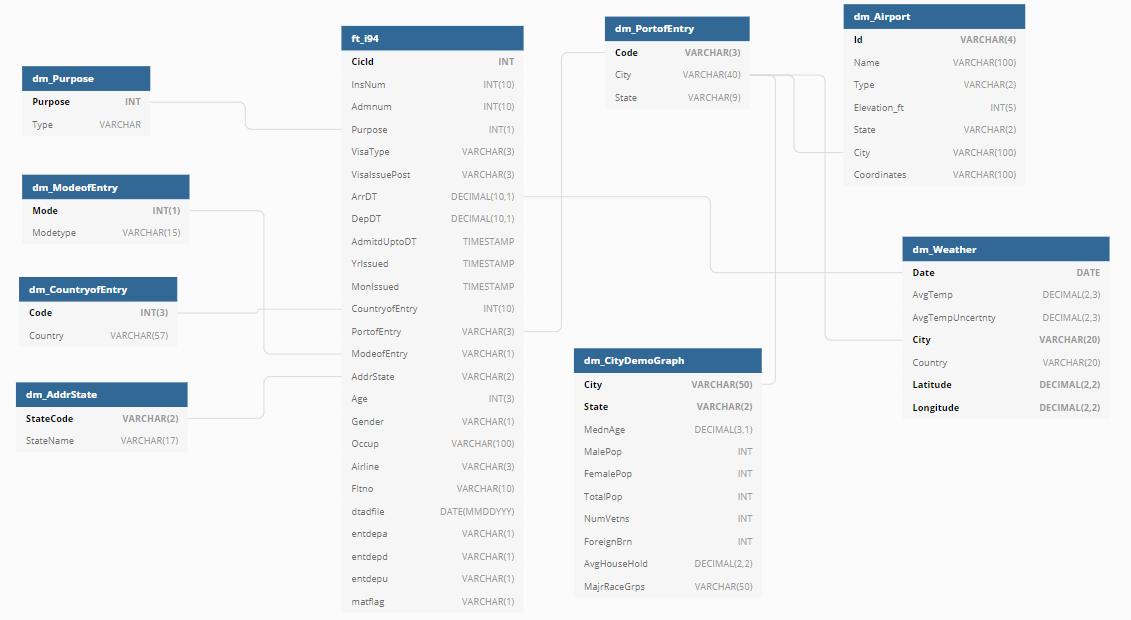 dm_Purpose
Purpose INT
Type VARCHAR
dm_ModeofEntry
Mode INT(1)
Modetype VARCHAR(15)
dm_CountryofEntry
Code INT(3)
Country VARCHAR(57)
dm_AddrState
StateCode VARCHAR(2)
StateName VARCHAR(17)
ft_i94
CicId INT
InsNum INT(10)
Admnum INT(10)
Purpose INT(1)
VisaType VARCHAR(3)
VisaIssuePost VARCHAR(3)
ArrDT DECIMAL(10,1)
DepDT DECIMAL(10,1)
AdmitdUptoDT TIMESTAMP
YrIssued TIMESTAMP
MonIssued TIMESTAMP
CountryofEntry INT(10)
PortofEntry VARCHAR(3)
ModeofEntry VARCHAR(1)
AddrState VARCHAR(2)
Age INT(3)
Gender VARCHAR(1)
Occup VARCHAR(100)
Airline VARCHAR(3)
Fltno VARCHAR(10)
dtadfile DATE(MMDDYYY)
entdepa VARCHAR(1)
entdepd VARCHAR(1)
entdepu VARCHAR(1)
matflag VARCHAR(1)
dm_PortofEntry
Code VARCHAR(3)
City VARCHAR(40)
State VARCHAR(9)
dm_CityDemoGraph
City VARCHAR(50)
State VARCHAR(2)
MednAge DECIMAL(3,1)
MalePop INT
FemalePop INT
TotalPop INT
NumVetns INT
ForeignBrn INT
AvgHouseHold DECIMAL(2,2)
MajrRaceGrps VARCHAR(50)
dm_Airport
Id VARCHAR(4)
Name VARCHAR(100)
Type VARCHAR(2)
Elevation_ft INT(5)
State VARCHAR(2)
City VARCHAR(100)
Coordinates VARCHAR(100)
dm_Weather
Date DATE
AvgTemp DECIMAL(2,3)
AvgTempUncertnty DECIMAL(2,3)
City VARCHAR(20)
Country VARCHAR(20)
Latitude DECIMAL(2,2)
Longitude DECIMAL(2,2)